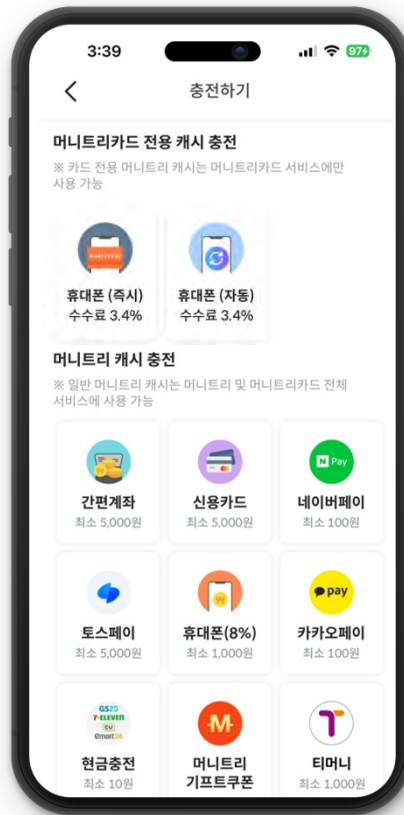 3:39
97
충전하기
머니트리카드 전용 캐시 충전
※ 카드 전용 머니트리 캐시는 머니트리카드 서비스에만
사용 가능
휴대폰 (즉시)
수수료 3.4%
휴대폰 (자동)
수수료 3.4%
머니트리 캐시 충전
※ 일반 머니트리 캐시는 머니트리 및 머니트리카드 전체
서비스에 사용 가능
간편계좌
최소 5,000원
신용카드
최소 5,000원
N Pay
네이버페이
최소 100원
토스페이
최소 5,000원
휴대폰(8%)
최소 1,000원
pay
카카오페이
최소 100원
GS25
7-ELEVEN
CU
emart24
현금충전
최소 10원
머니트리
기프트쿠폰
티머니
최소 1,000원